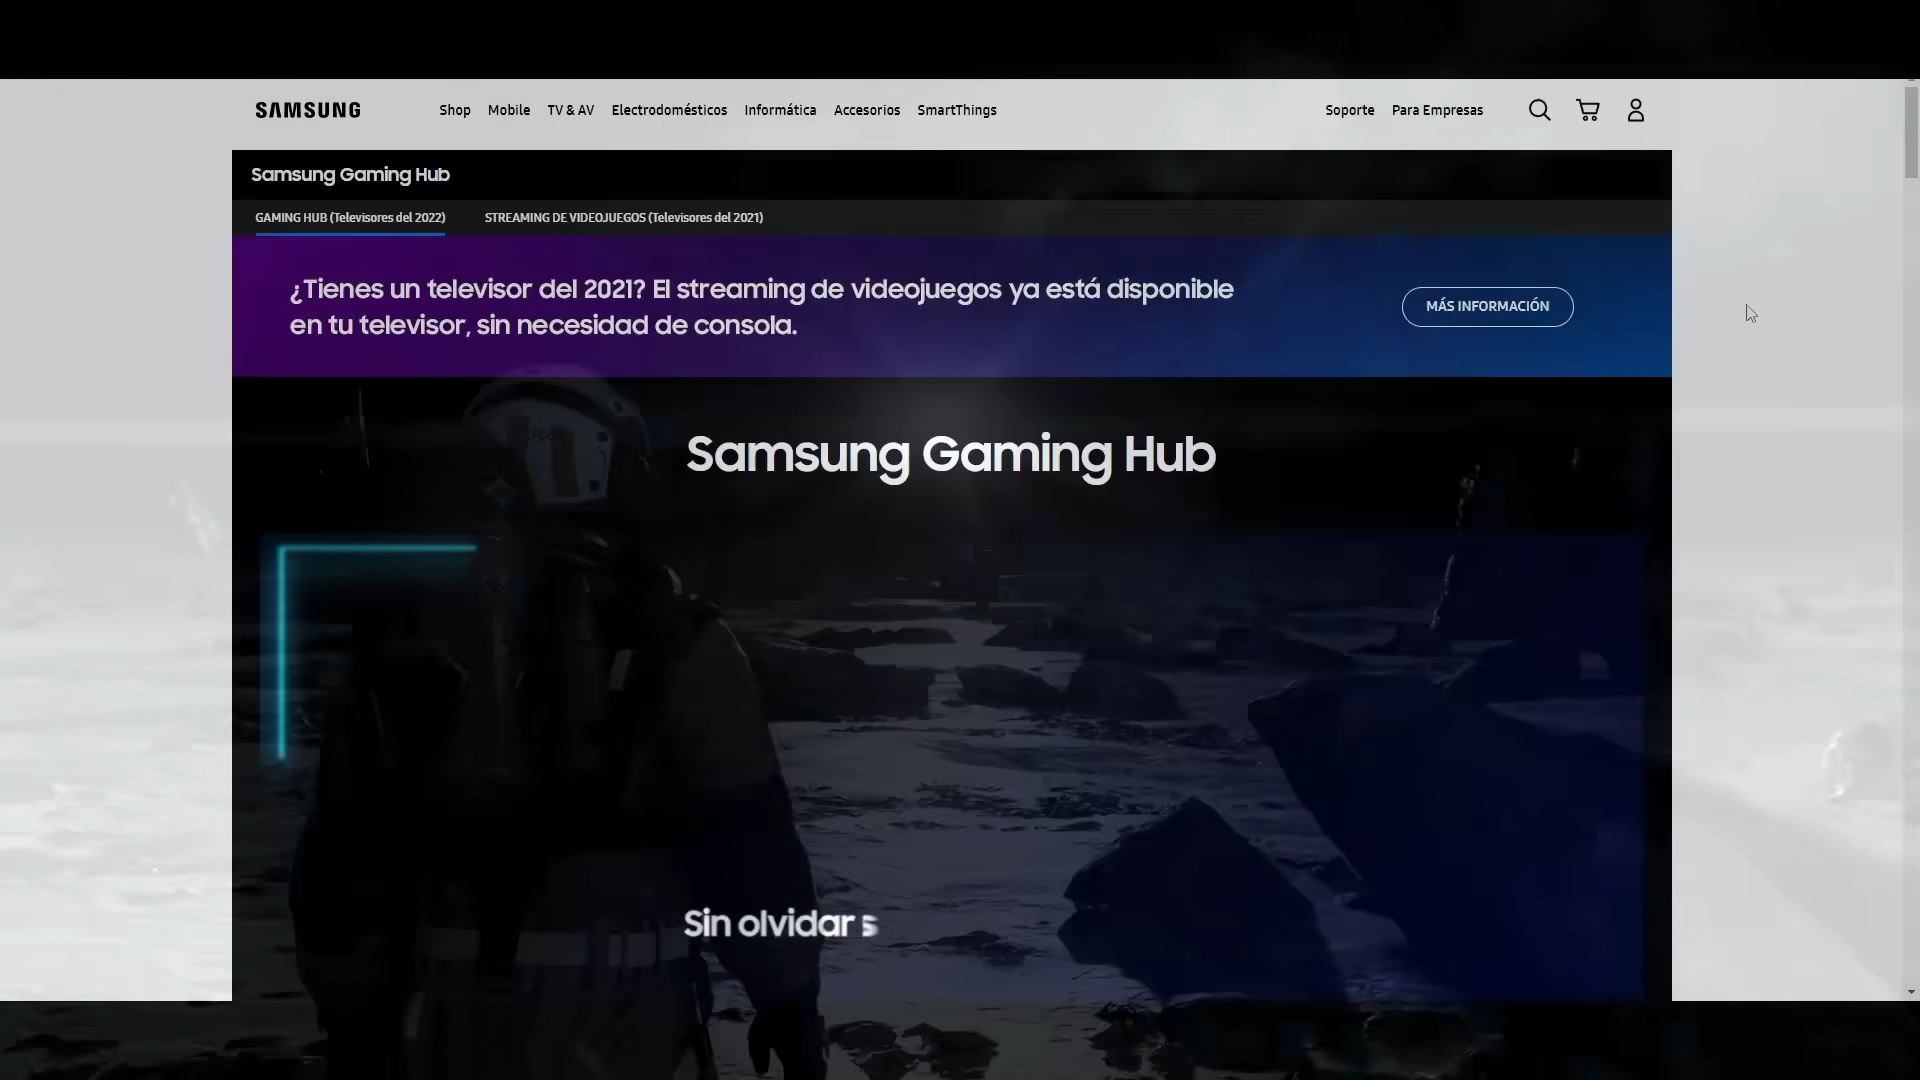 SAMSUNG
Shop Mobile TV & AV Electrodomésticos Informática Accesorios SmartThings Soporte Para Empresas
Samsung Gaming Hub
GAMING HUB (Televisores del 2022) STREAMING DE VIDEOJUEGOS (Televisores del 2021)
¿Tienes un televisor del 2021? El streaming de videojuegos ya está disponible
en tu televisor, sin necesidad de consola.
MÁS INFORMACIÓN
Samsung Gaming Hub
Sin olvidar s